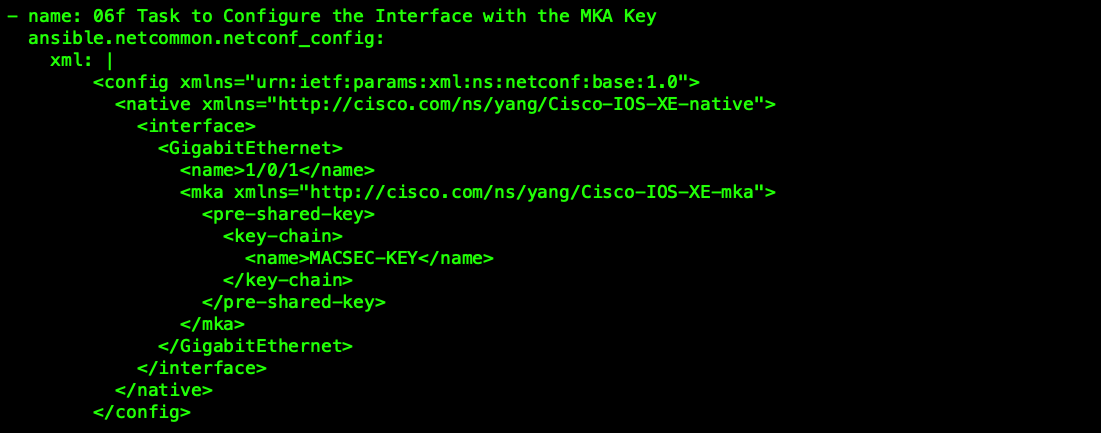 - name: 06f Task to Configure the Interface with the MKA Key
  ansible.netcommon.netconf_config:
    xml: |
        <config xmlns="urn:ietf:params:xml:ns:netconf:base:1.0">
          <native xmlns="http://cisco.com/ns/yang/Cisco-IOS-XE-native">
            <interface>
              <GigabitEthernet>
                <name>1/0/1</name>
                <mka xmlns="http://cisco.com/ns/yang/Cisco-IOS-XE-mka">
                  <pre-shared-key>
                    <key-chain>
                      <name>MACSEC-KEY</name>
                    </key-chain>
                  </pre-shared-key>
                </mka>
              </GigabitEthernet>
            </interface>
          </native>
        </config>